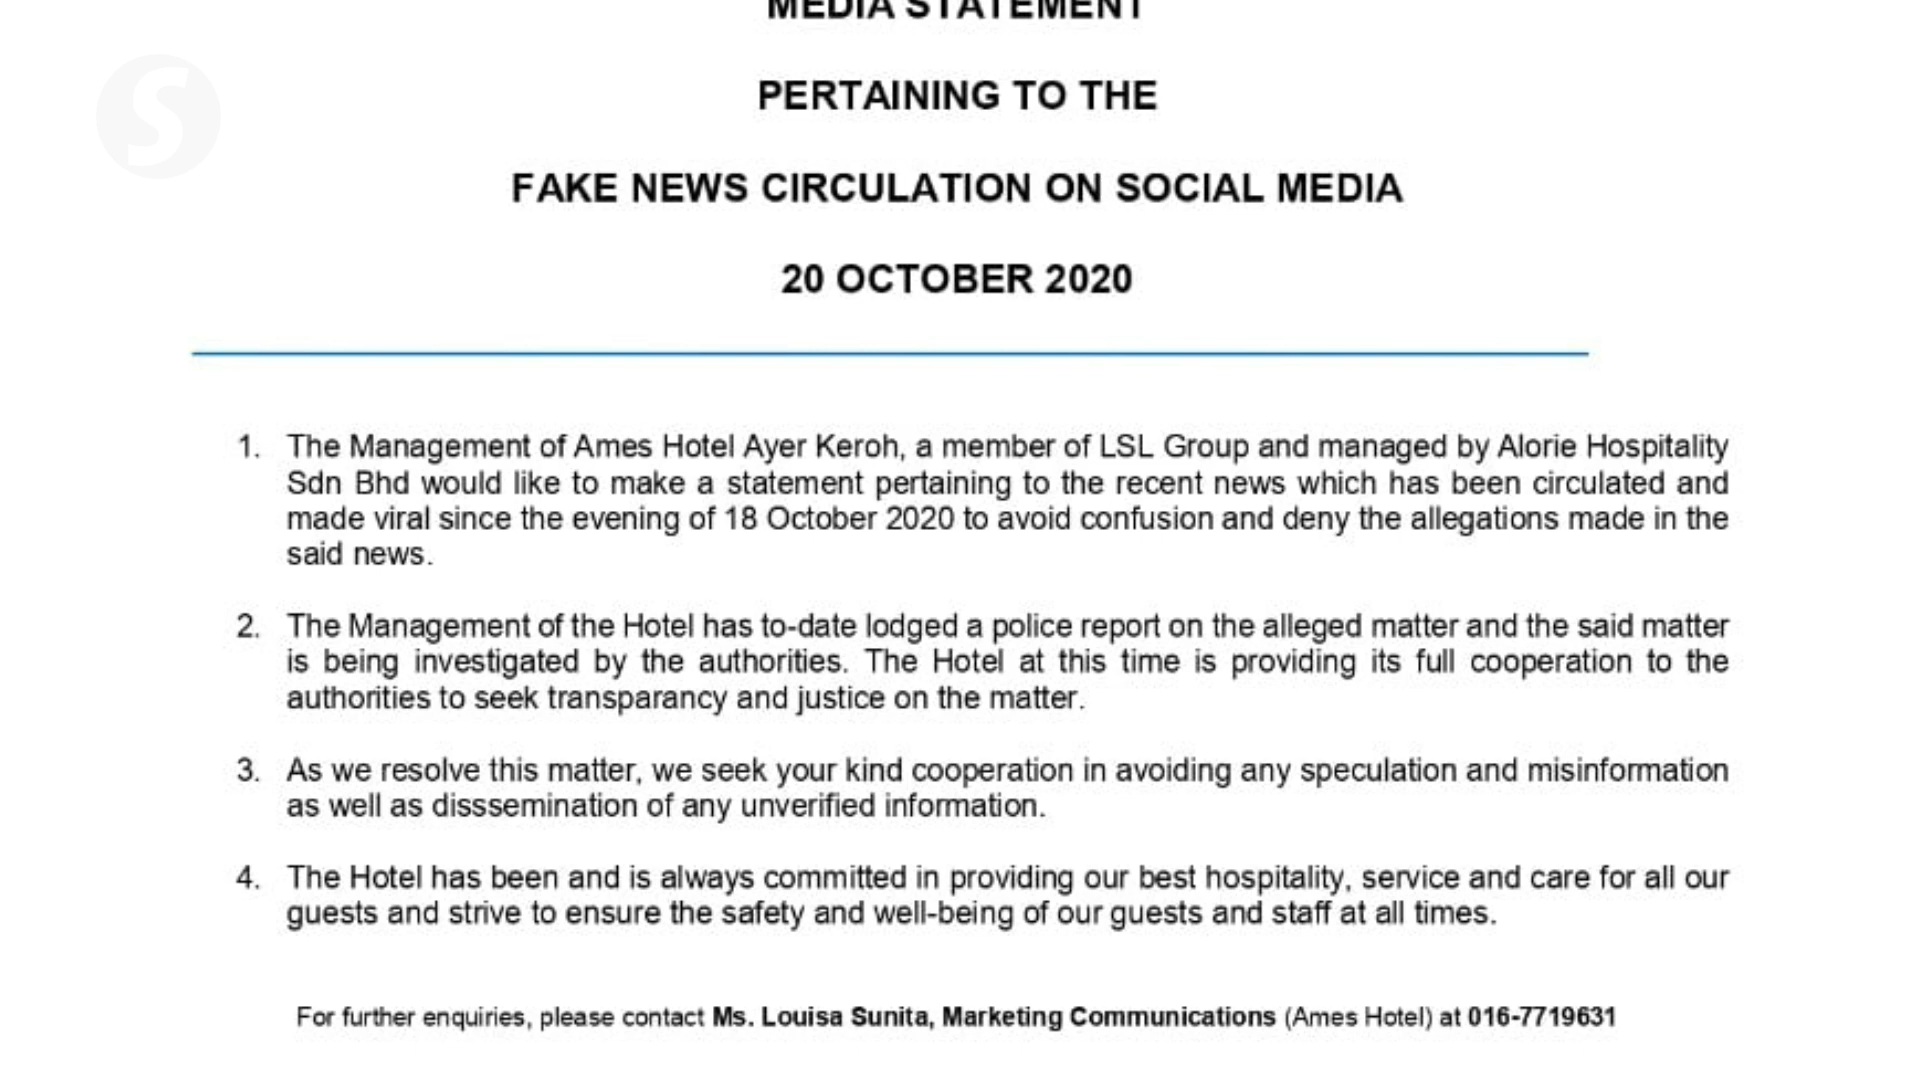 MEDIA STATEMENT
PERTAINING TO THE
FAKE NEWS CIRCULATION ON SOCIAL MEDIA
20 OCTOBER 2020
S
1. The Management of Ames Hotel Ayer Keroh, a member of LSL Group and managed by Alorie Hospitality
Sdn Bhd would like to make a statement pertaining to the recent news which has been circulated and
made viral since the evening of 18 October 2020 to avoid confusion and deny the allegations made in the
said news.
2. The Management of the Hotel has to-date lodged a police report on the alleged matter and the said matter
is being investigated by the authorities. The Hotel at this time is providing its full cooperation to the
authorities to seek transparancy and justice on the matter.
3. As we resolve this matter, we seek your kind cooperation in avoiding any speculation and misinformation
as well as disssemination of any unverified information.
4. The Hotel has been and is always committed in providing our best hospitality, service and care for all our
guests and strive to ensure the safety and well-being of our guests and staff at all times.
For further enquiries, please contact Ms. Louisa Sunita, Marketing Communications (Ames Hotel) at 016-7719631